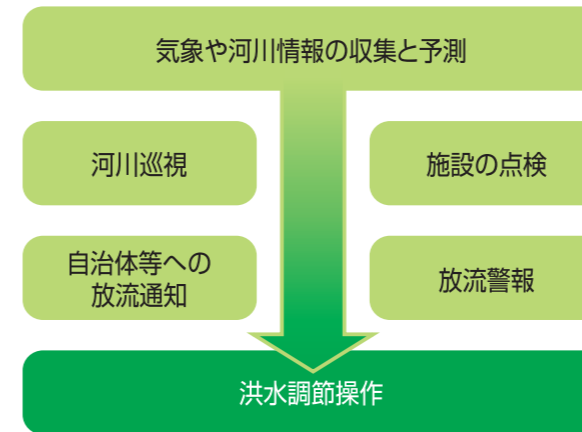 気象や河川情報の収集と予測
河川巡視
施設の点検
自治体等への
放流通知
放流警報
洪水調節操作